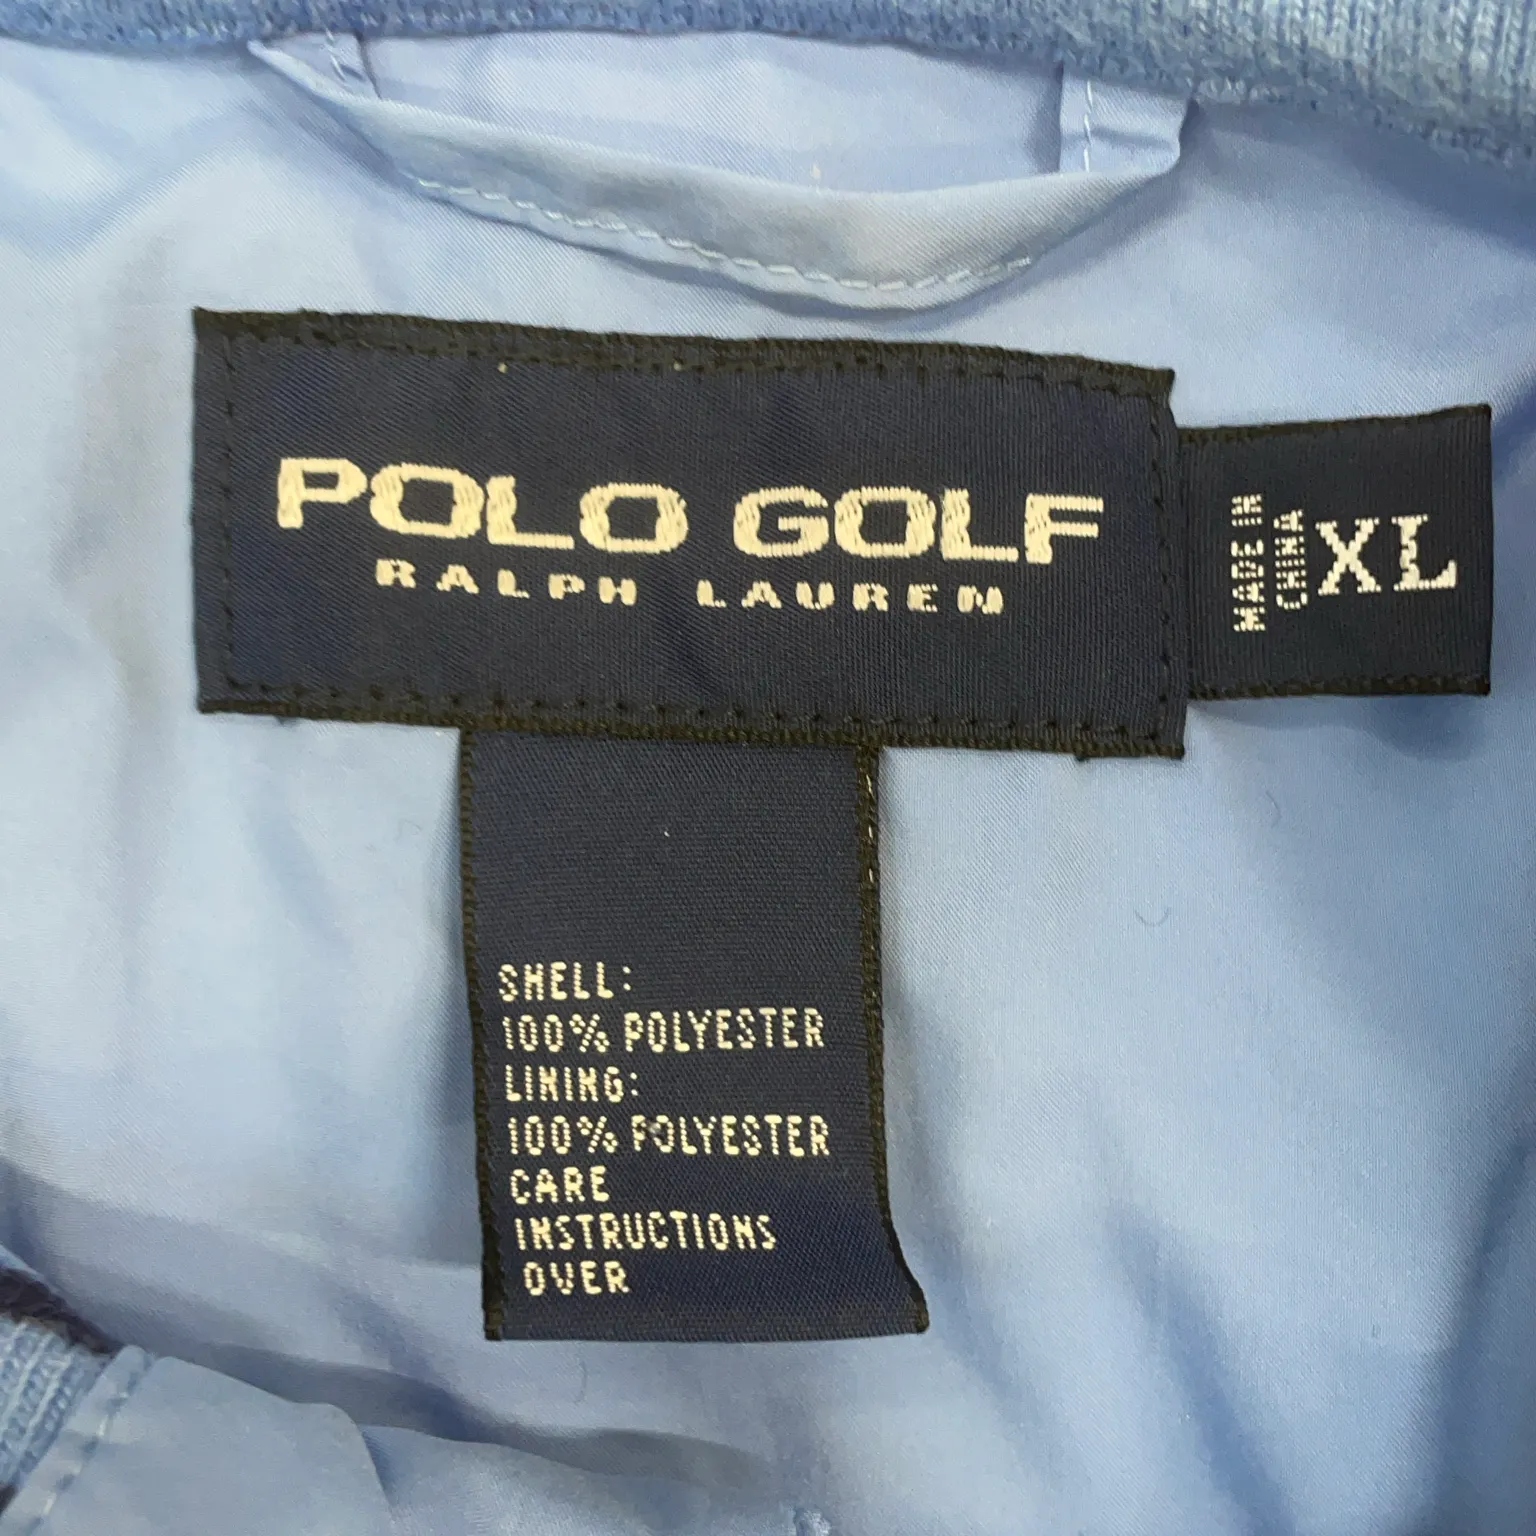 POLO GOLF
RALPH LAUREN
MADE IN
CHINA
XL
SHELL:
100% POLYESTER
LINING:
100% POLYESTER
CARE
INSTRUCTIONS
OVER